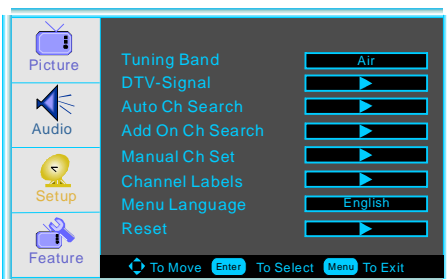 Picture
Audio
Setup
Feature
Tuning Band Air
DTV-Signal
Auto Ch Search
Add On Ch Search
Manual Ch Set
Channel Labels
Menu Language English
Reset
To Move Enter To Select Menu To Exit